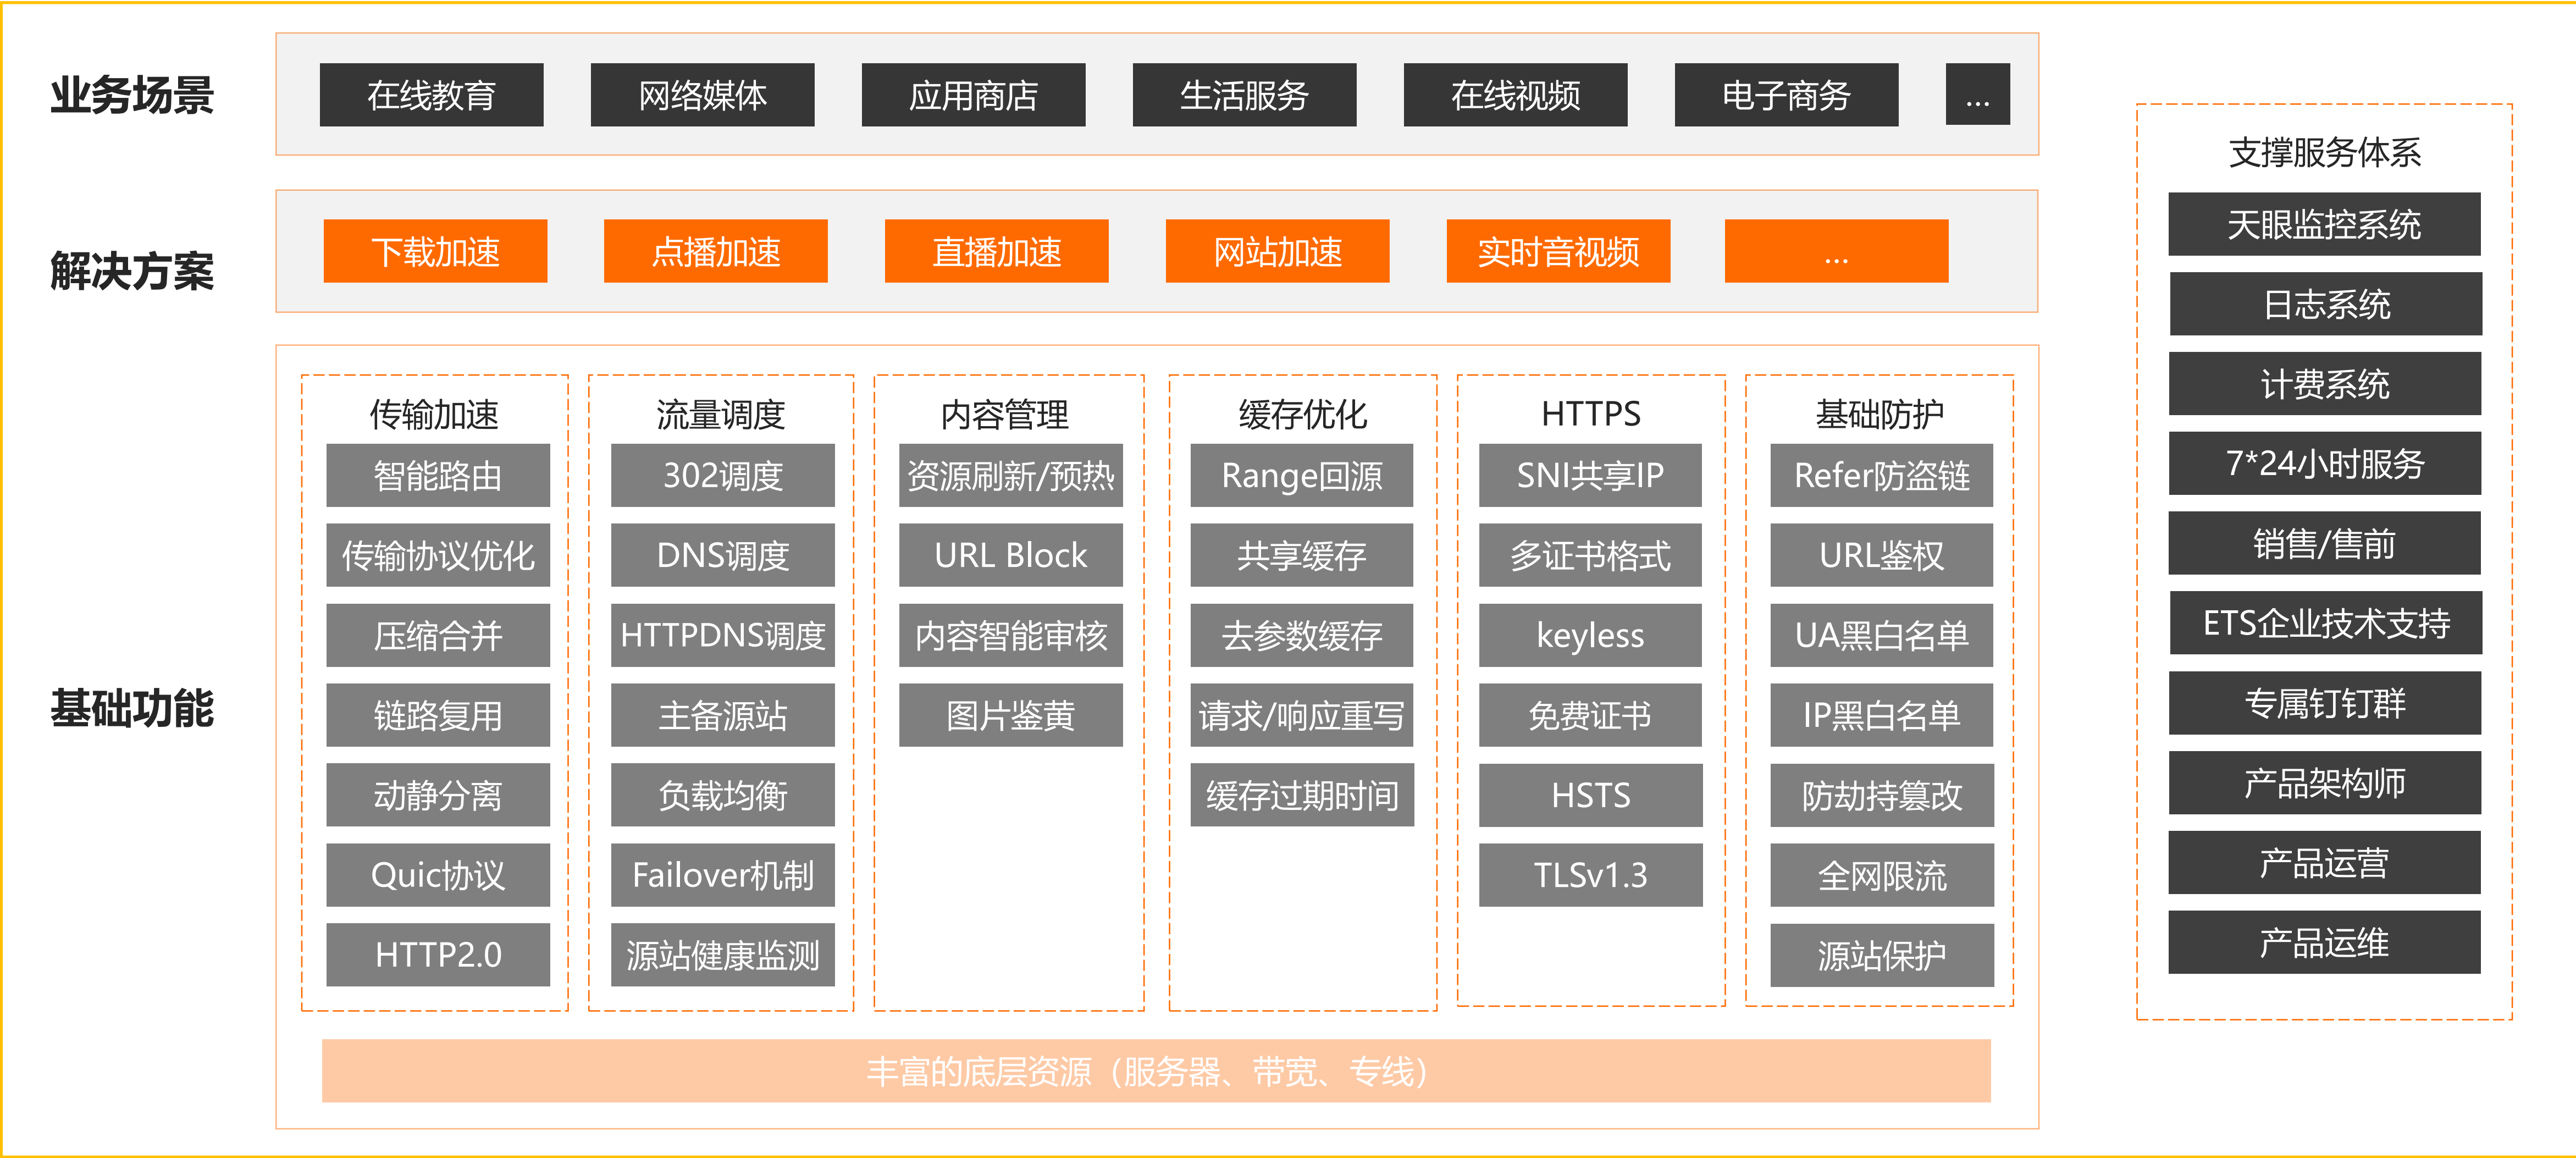 业务场景
在线教育
网络媒体
应用商店
生活服务
在线视频
电子商务
...
解决方案
下载加速
点播加速
直播加速
网站加速
实时音视频
...
基础功能
传输加速
智能路由
传输协议优化
压缩合并
链路复用
动静分离
Quic协议
HTTP2.0
流量调度
302调度
DNS调度
HTTPDNS调度
主备源站
负载均衡
Failover机制
源站健康监测
内容管理
资源刷新/预热
URL Block
内容智能审核
图片鉴黄
缓存优化
Range回源
共享缓存
去参数缓存
请求/响应重写
缓存过期时间
HTTPS
SNI共享IP
多证书格式
keyless
免费证书
HSTS
TLSv1.3
基础防护
Refer防盗链
URL鉴权
UA黑白名单
IP黑白名单
防劫持篡改
全网限流
源站保护
丰富的底层资源（服务器、带宽、专线）
支撑服务体系
天眼监控系统
日志系统
计费系统
7*24小时服务
销售/售前
ETS企业技术支持
专属钉钉群
产品架构师
产品运营
产品运维